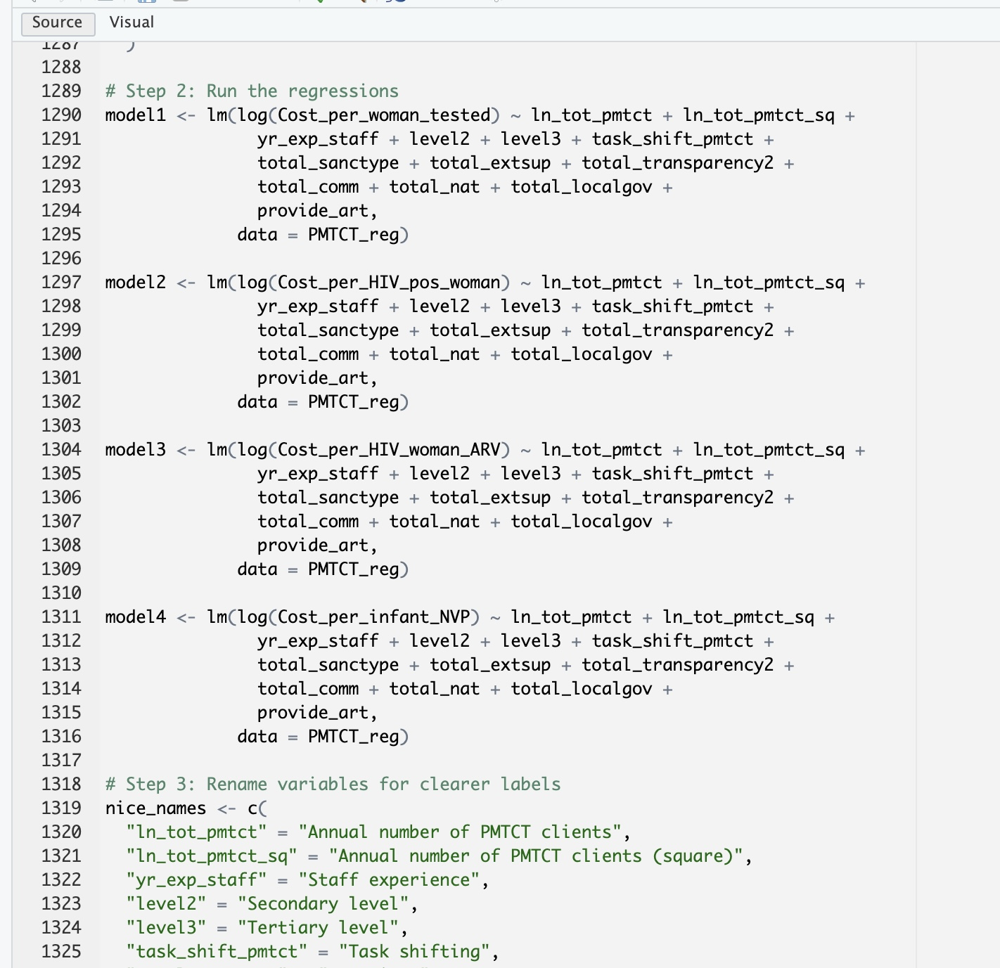 Source Visual
1287   )
1288
1289 # Step 2: Run the regressions
1290 model1 <- lm(log(Cost_per_woman_tested) ~ ln_tot_pmtct + ln_tot_pmtct_sq +
1291                yr_exp_staff + level2 + level3 + task_shift_pmtct +
1292                total_sanctype + total_extsup + total_transparency2 +
1293                total_comm + total_nat + total_localgov +
1294                provide_art,
1295              data = PMTCT_reg)
1296
1297 model2 <- lm(log(Cost_per_HIV_pos_woman) ~ ln_tot_pmtct + ln_tot_pmtct_sq +
1298                yr_exp_staff + level2 + level3 + task_shift_pmtct +
1299                total_sanctype + total_extsup + total_transparency2 +
1300                total_comm + total_nat + total_localgov +
1301                provide_art,
1302              data = PMTCT_reg)
1303
1304 model3 <- lm(log(Cost_per_HIV_woman_ARV) ~ ln_tot_pmtct + ln_tot_pmtct_sq +
1305                yr_exp_staff + level2 + level3 + task_shift_pmtct +
1306                total_sanctype + total_extsup + total_transparency2 +
1307                total_comm + total_nat + total_localgov +
1308                provide_art,
1309              data = PMTCT_reg)
1310
1311 model4 <- lm(log(Cost_per_infant_NVP) ~ ln_tot_pmtct + ln_tot_pmtct_sq +
1312                yr_exp_staff + level2 + level3 + task_shift_pmtct +
1313                total_sanctype + total_extsup + total_transparency2 +
1314                total_comm + total_nat + total_localgov +
1315                provide_art,
1316              data = PMTCT_reg)
1317
1318 # Step 3: Rename variables for clearer labels
1319 nice_names <- c(
1320   "ln_tot_pmtct" = "Annual number of PMTCT clients",
1321   "ln_tot_pmtct_sq" = "Annual number of PMTCT clients (square)",
1322   "yr_exp_staff" = "Staff experience",
1323   "level2" = "Secondary level",
1324   "level3" = "Tertiary level",
1325   "task_shift_pmtct" = "Task shifting",